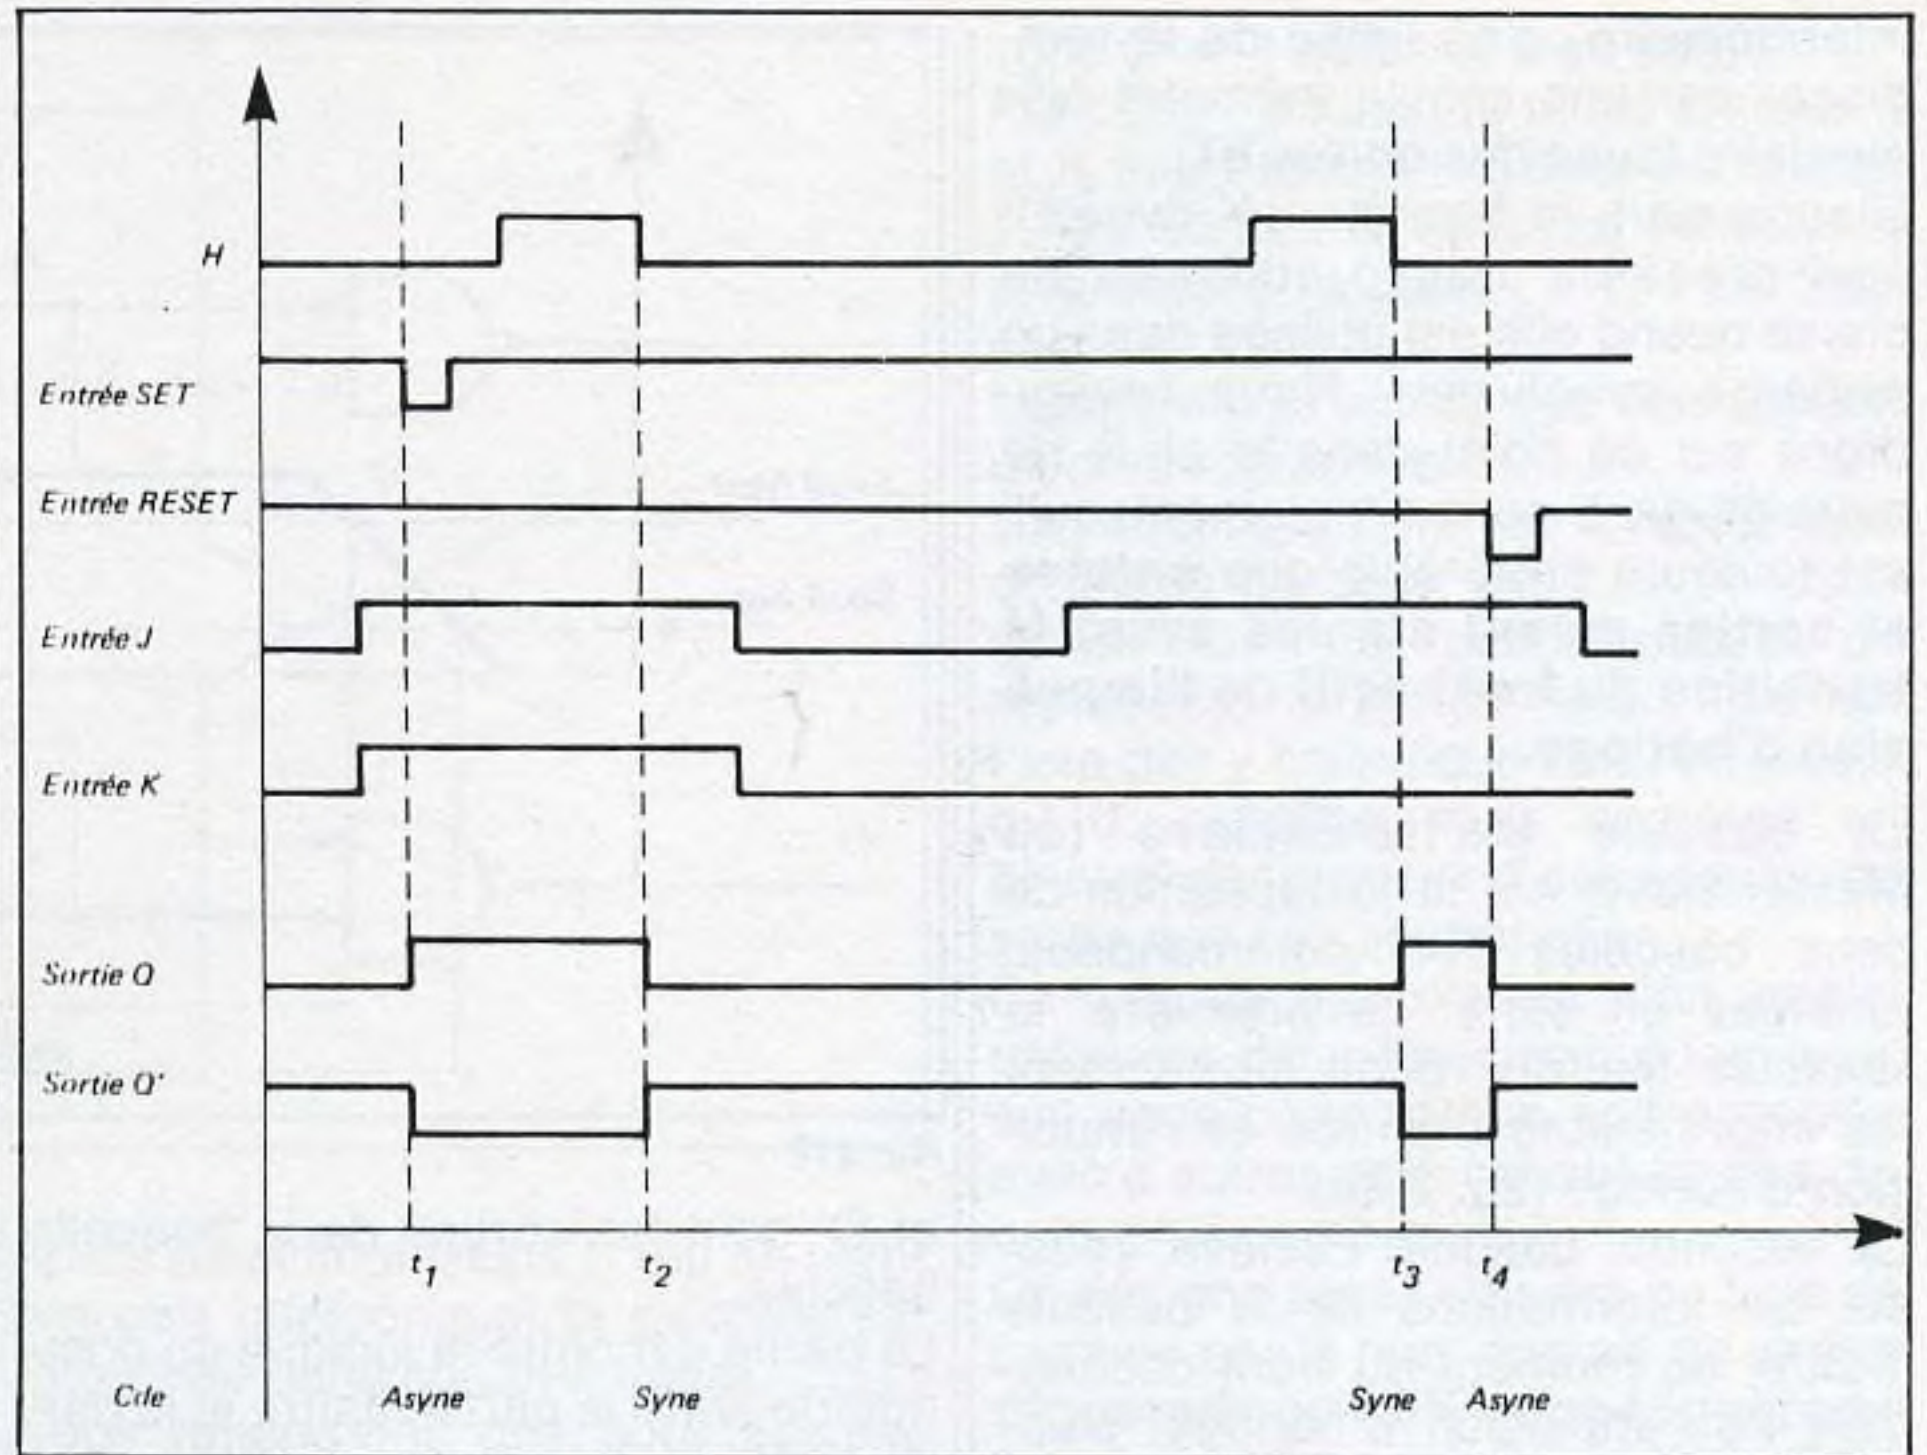 H
Entrée SET
Entrée RESET
Entrée J
Entrée K
Sortie Q
Sortie Q'
t1 t2 t3 t4
Cde Asyne Syne Syne Asyne